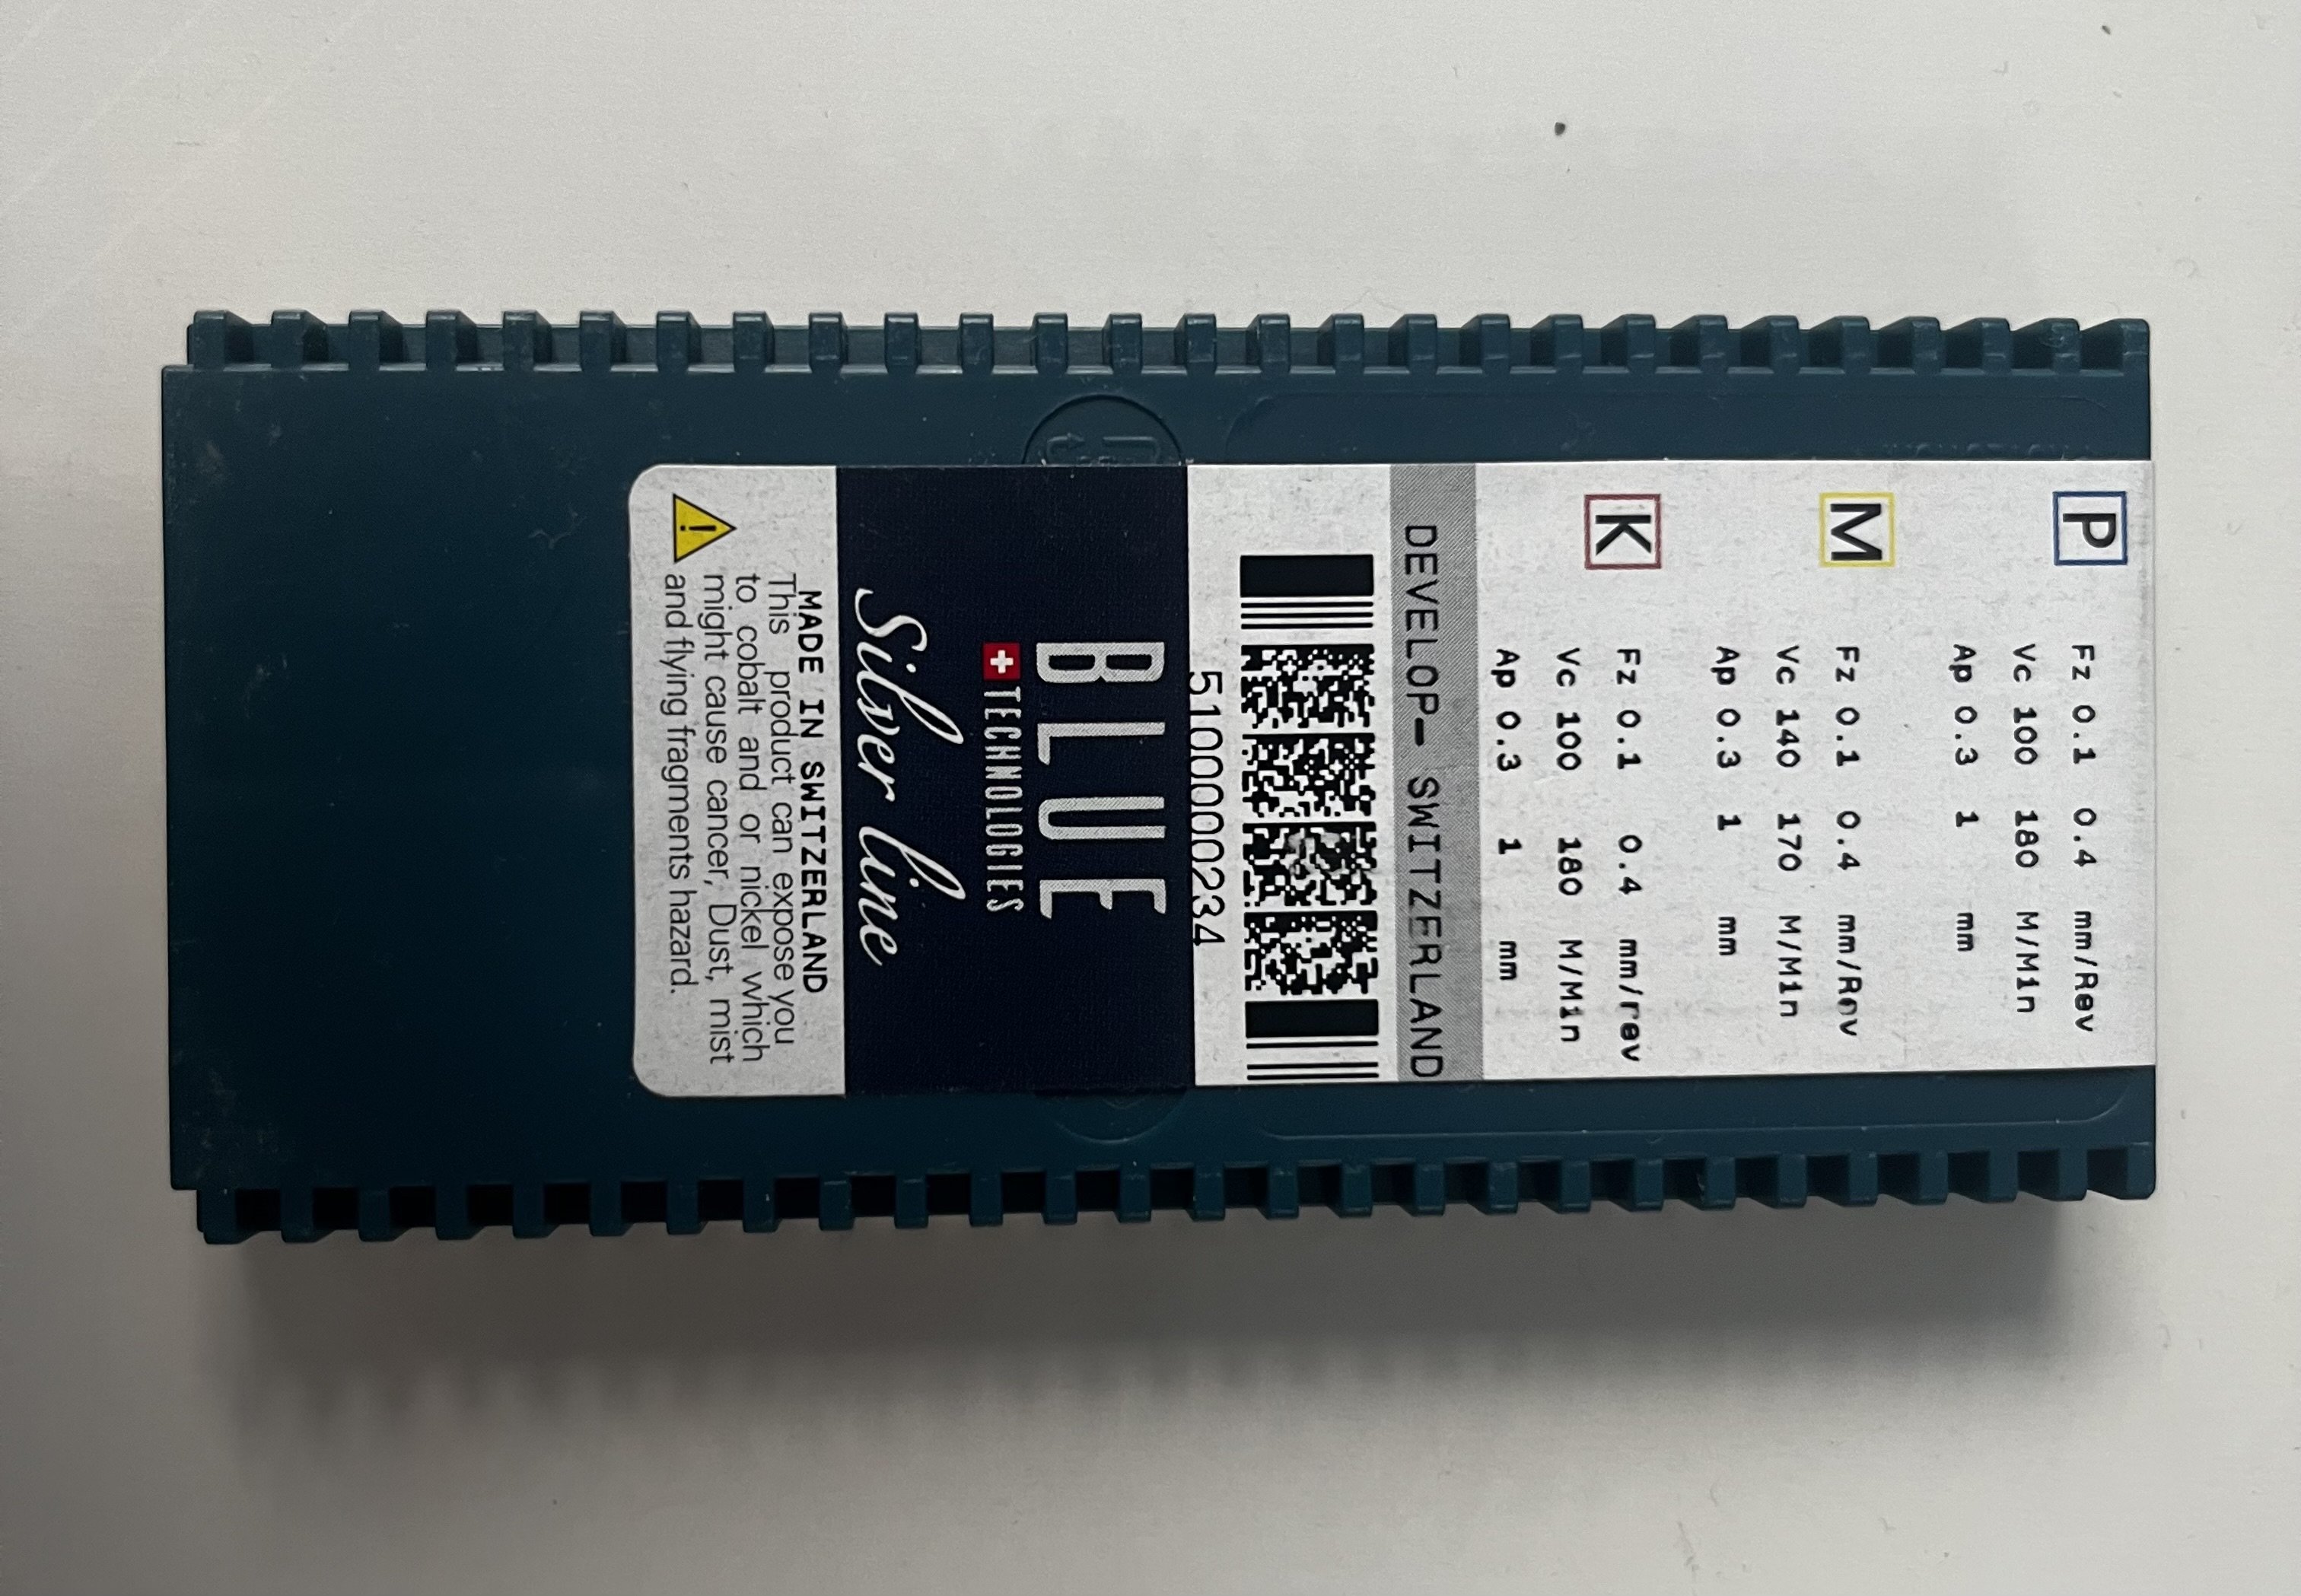 P
Fz 0.1 0.4 mm/Rev
Vc 100 180 M/Min
Ap 0.3 1 mm
M
Fz 0.1 0.4 mm/Rev
Vc 140 170 M/Min
Ap 0.3 1 mm
K
Fz 0.1 0.4 mm/rev
Vc 100 180 M/Min
Ap 0.3 1 mm
DEVELOP- SWITZERLAND
5100000234
BLUE
TECHNOLOGIES
Silver line
MADE IN SWITZERLAND
This product can expose you
to cobalt and or nickel which
might cause cancer, Dust, mist
and flying fragments hazard.